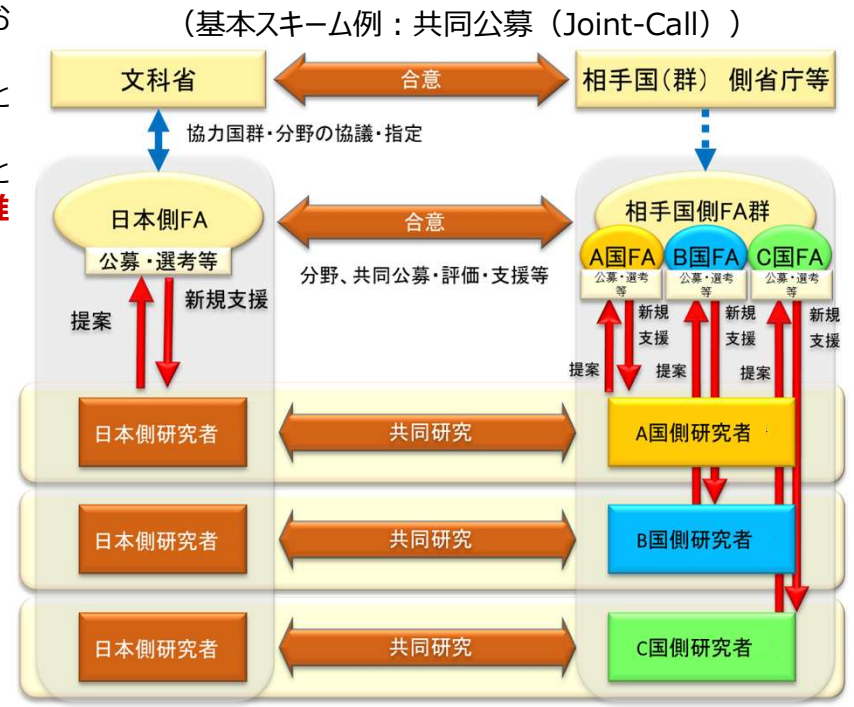 お
（基本スキーム例：共同公募（Joint-Call））
と
と
推
文科省
合意
相手国（群） 側省庁等
協力国群・分野の協議・指定
日本側FA
合意
相手国側FA群
公募・選考等
分野、共同公募・評価・支援等
A国FA
B国FA
C国FA
公募・選考
等
公募・選考
等
公募・選考
等
提案
新規支援
提案
新規
支援
提案
新規
支援
提案
新規
支援
日本側研究者
共同研究
A国側研究者
日本側研究者
共同研究
B国側研究者
日本側研究者
共同研究
C国側研究者